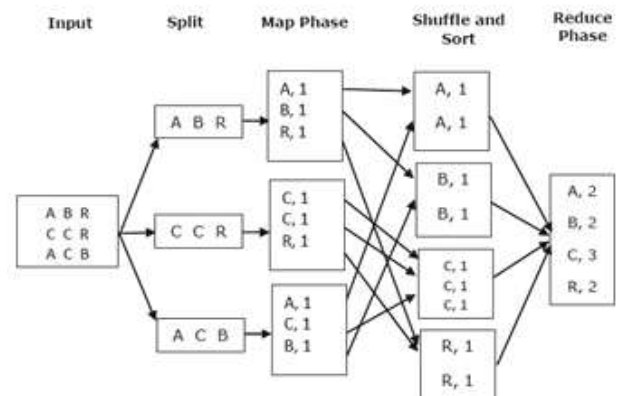 Input
Split
Map Phase
Shuffle and
Sort
Reduce
Phase
A B R
C C R
A C B
A B R
C C R
A C B
A, 1
B, 1
R, 1
C, 1
C, 1
R, 1
A, 1
C, 1
B, 1
A, 1
A, 1
B, 1
B, 1
C, 1
C, 1
C, 1
R, 1
R, 1
A, 2
B, 2
C, 3
R, 2